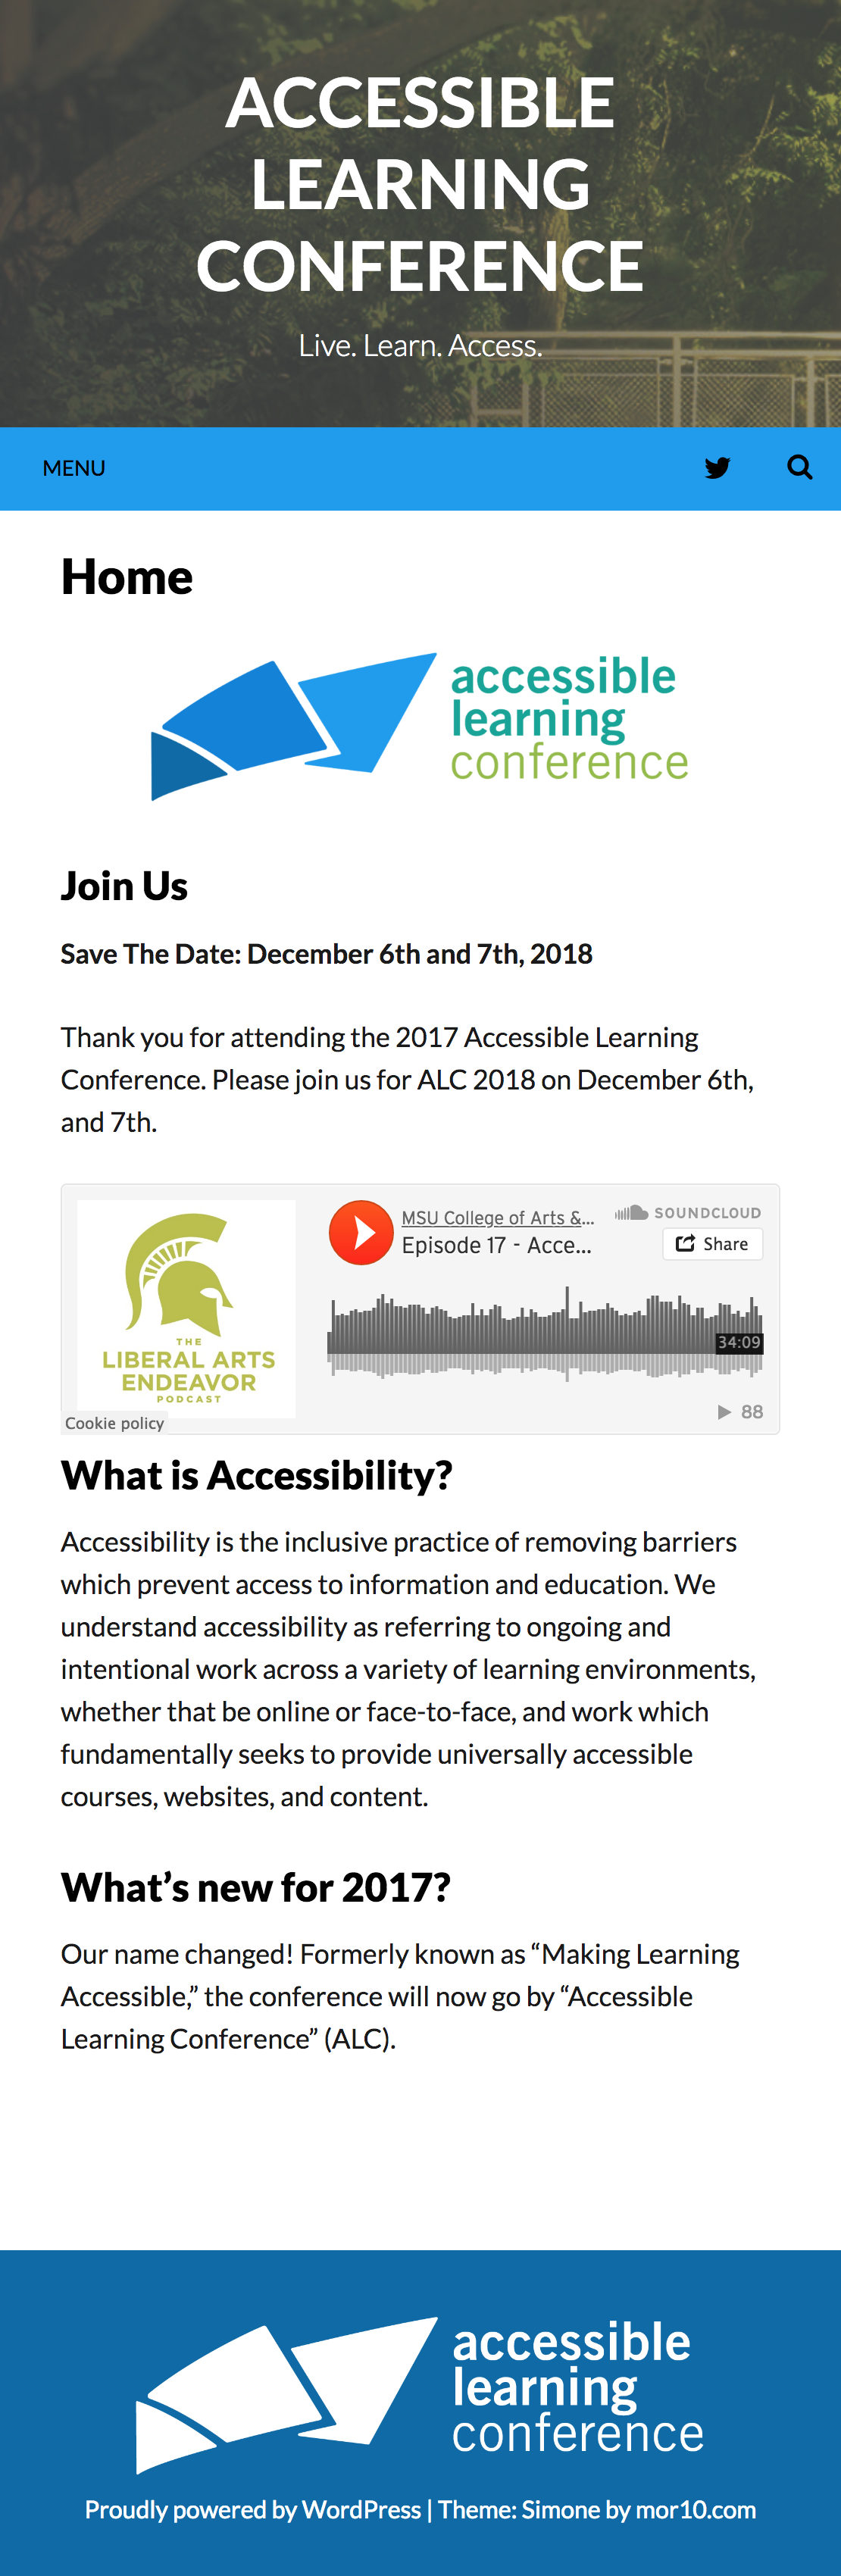 ACCESSIBLE
LEARNING
CONFERENCE
Live. Learn. Access.
MENU
Home
accessible
learning
conference
Join Us
Save The Date: December 6th and 7th, 2018
Thank you for attending the 2017 Accessible Learning
Conference. Please join us for ALC 2018 on December 6th,
and 7th.
MSU College of Arts &...
SOUNDCLOUD
Episode 17 - Acce...
Share
THE
LIBERAL ARTS
ENDEAVOR
PODCAST
34:09
Cookie policy
88
What is Accessibility?
Accessibility is the inclusive practice of removing barriers
which prevent access to information and education. We
understand accessibility as referring to ongoing and
intentional work across a variety of learning environments,
whether that be online or face-to-face, and work which
fundamentally seeks to provide universally accessible
courses, websites, and content.
What’s new for 2017?
Our name changed! Formerly known as “Making Learning
Accessible,” the conference will now go by “Accessible
Learning Conference” (ALC).
accessible
learning
conference
Proudly powered by WordPress | Theme: Simone by mor10.com